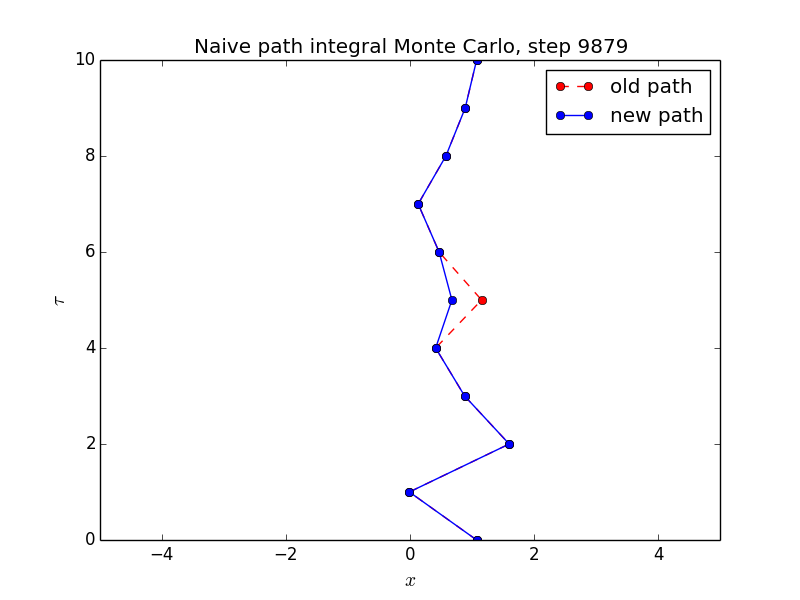 Naive path integral Monte Carlo, step 9879
old path
new path
10
8
6
4
2
0
τ
−4 −2 0 2 4
x